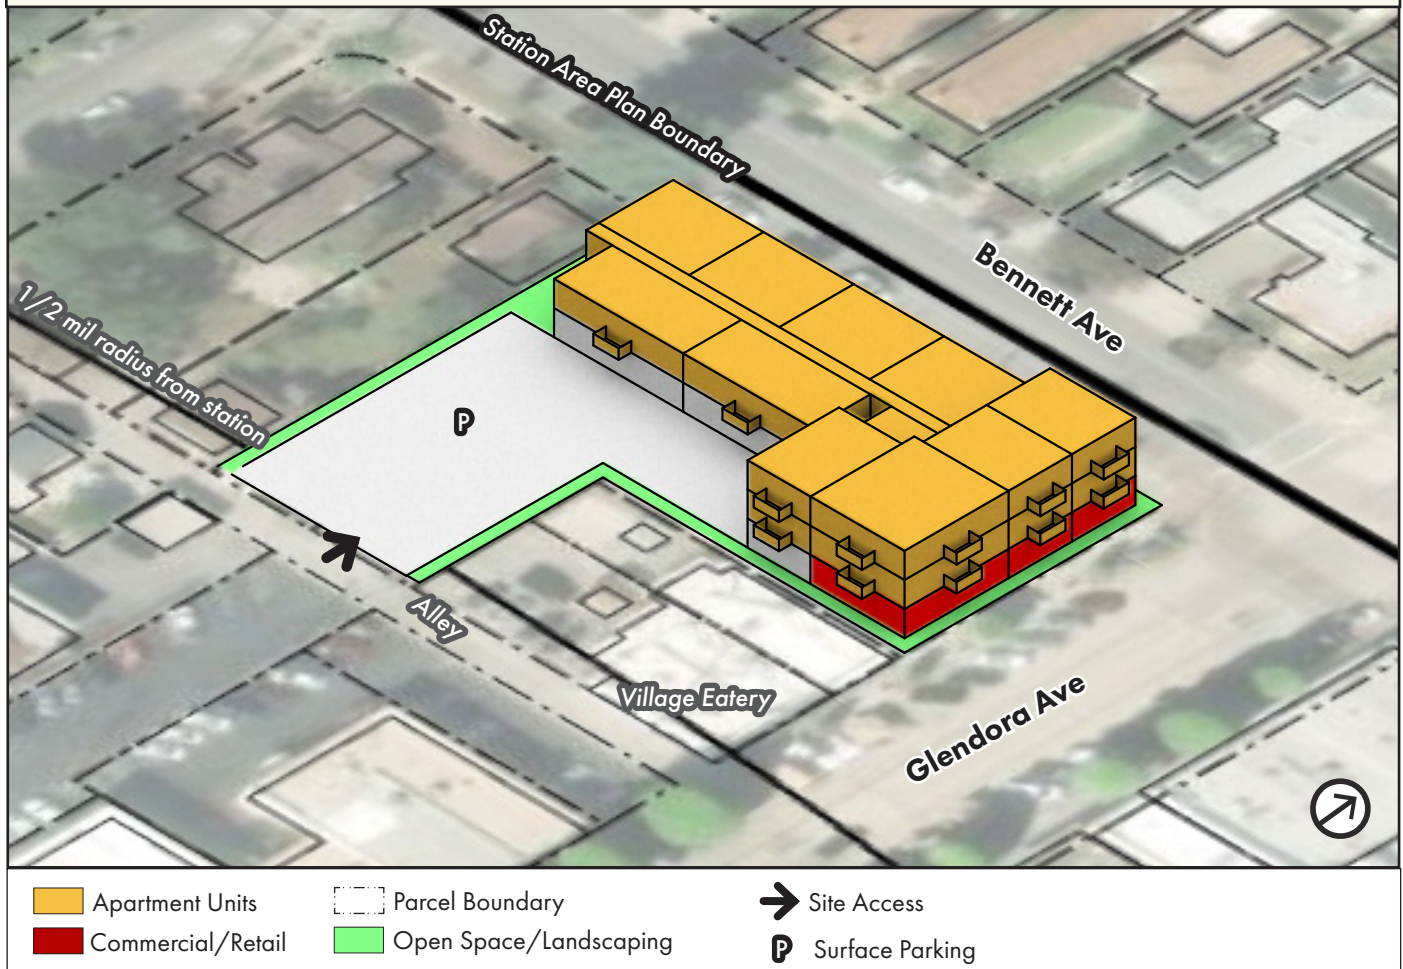 Station Area Plan Boundary
Bennett Ave
1/2 mil radius from station
P
Alley
Village Eatery
Glendora Ave
Apartment Units
Parcel Boundary
Site Access
Commercial/Retail
Open Space/Landscaping
P Surface Parking